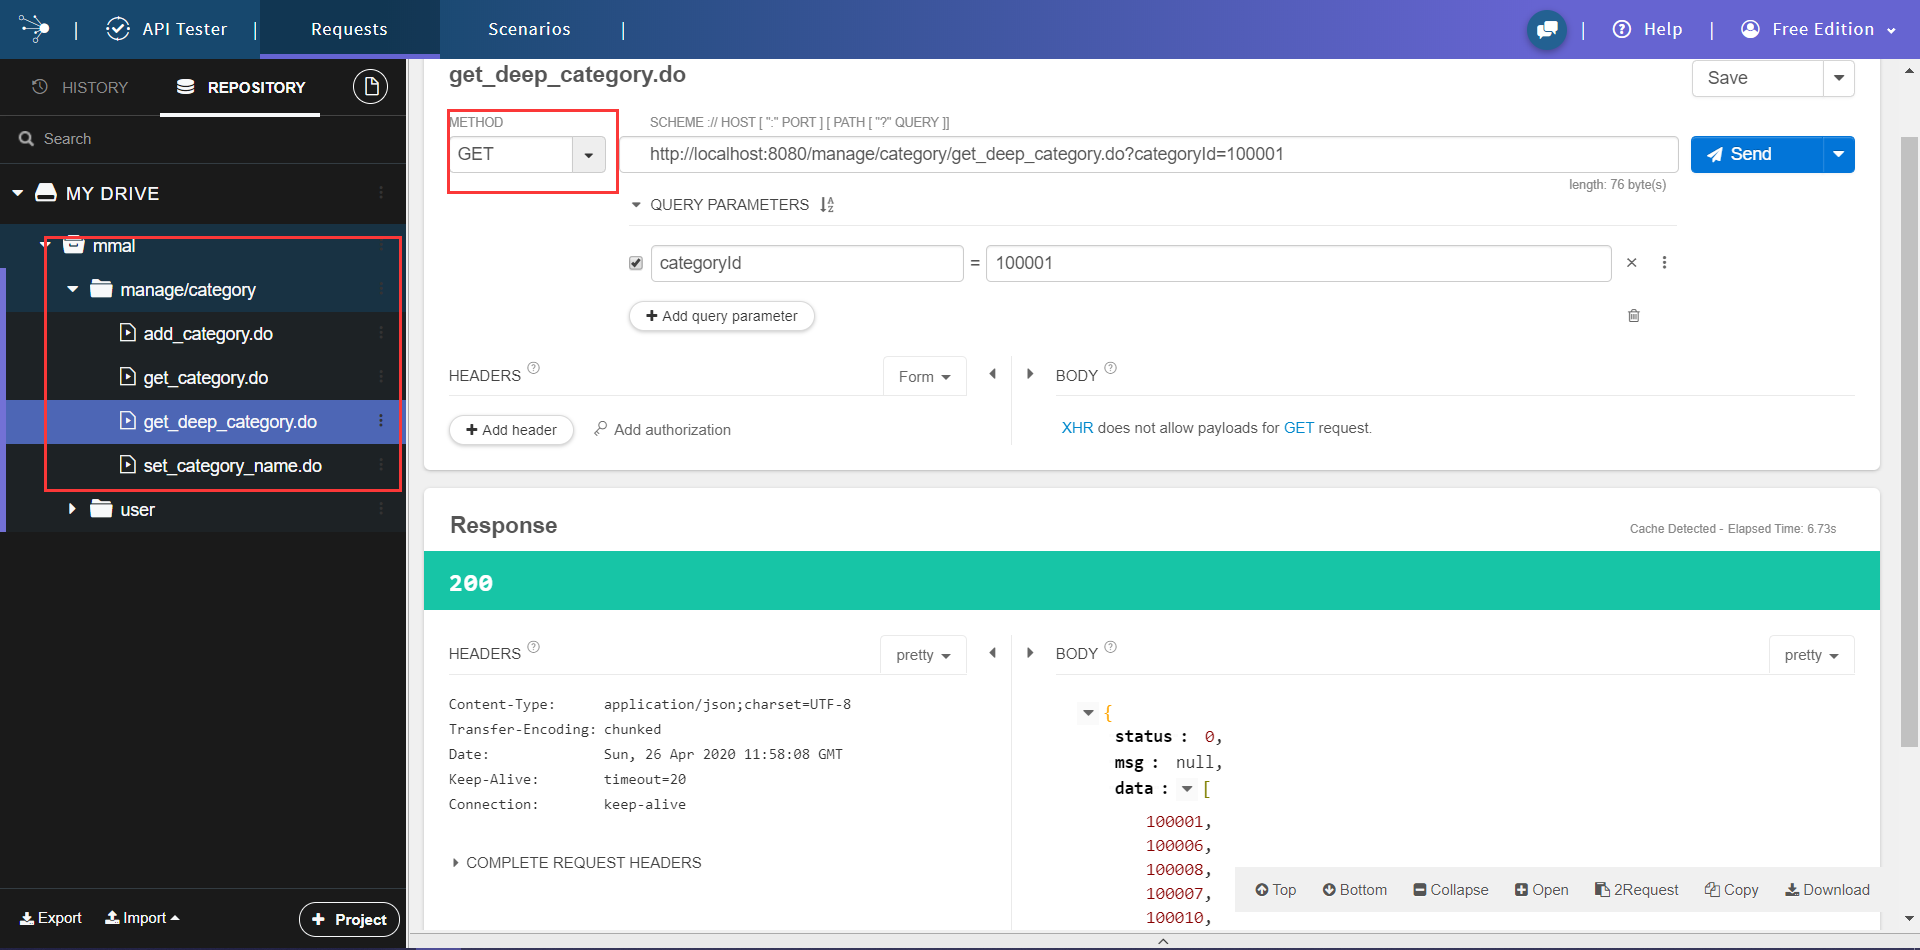 API Tester
Requests
Scenarios
Help
Free Edition
HISTORY
REPOSITORY
Search
MY DRIVE
mmal
manage/category
add_category.do
get_category.do
get_deep_category.do
set_category_name.do
user
Export
Import
Project
get_deep_category.do
Save
METHOD
SCHEME :// HOST [ ":" PORT ] [ PATH [ "?" QUERY ]]
GET
http://localhost:8080/manage/category/get_deep_category.do?categoryId=100001
Send
length: 76 byte(s)
QUERY PARAMETERS
categoryId = 100001
Add query parameter
HEADERS
Form
BODY
Add header
Add authorization
XHR does not allow payloads for GET request.
Response
Cache Detected - Elapsed Time: 6.73s
200
HEADERS
pretty
BODY
pretty
Content-Type: application/json;charset=UTF-8
Transfer-Encoding: chunked
Date: Sun, 26 Apr 2020 11:58:08 GMT
Keep-Alive: timeout=20
Connection: keep-alive
COMPLETE REQUEST HEADERS
{
status : 0,
msg : null,
data : [
100001,
100006,
100008,
100007,
100010,
Top
Bottom
Collapse
Open
2Request
Copy
Download